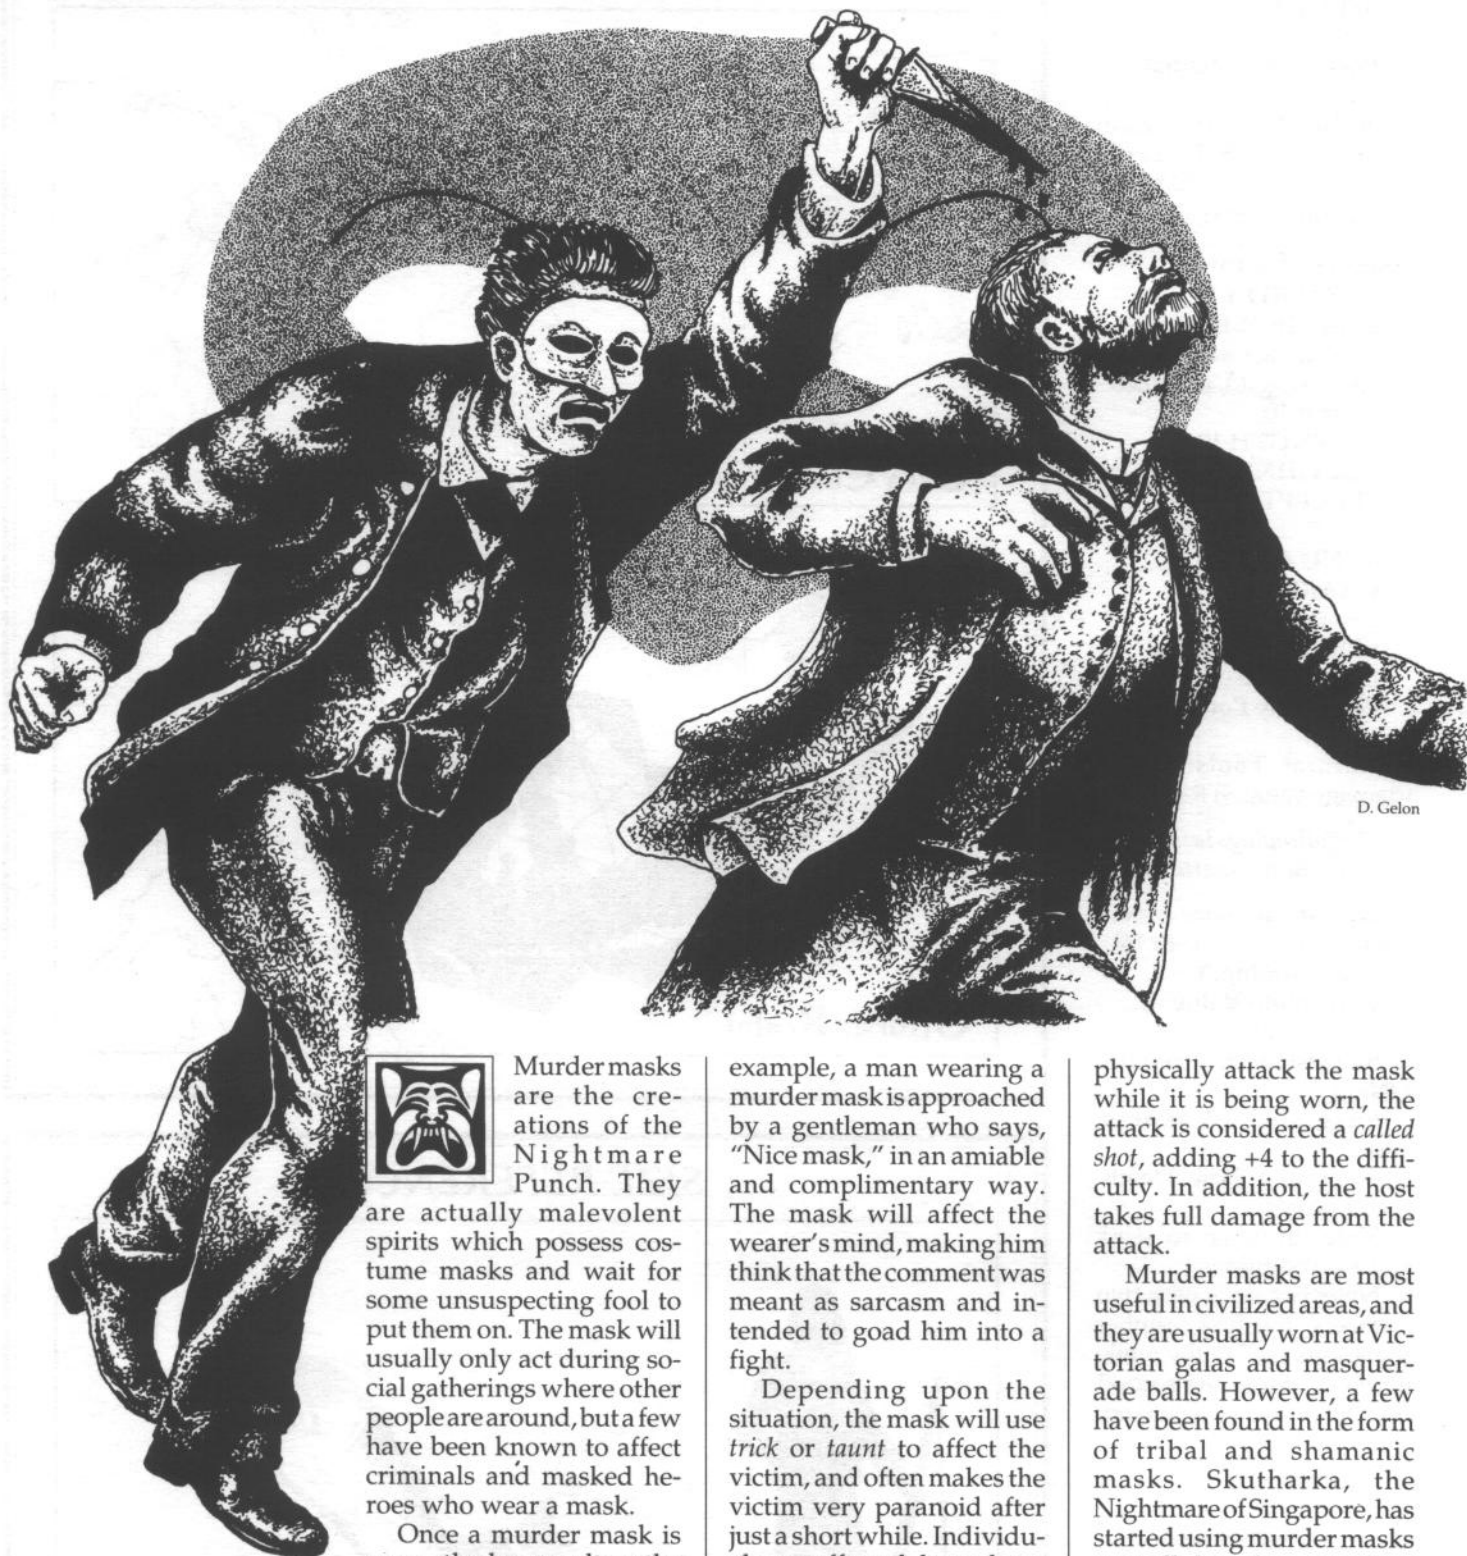 D. Gelon
Murder masks
are the cre-
ations of the
Nightmare
Punch. They
are actually malevolent
spirits which possess cos-
tume masks and wait for
some unsuspecting fool to
put them on. The mask will
usually only act during so-
cial gatherings where other
people are around, but a few
have been known to affect
criminals and masked he-
roes who wear a mask.
Once a murder mask is
example, a man wearing a
murder mask is approached
by a gentleman who says,
"Nice mask," in an amiable
and complimentary way.
The mask will affect the
wearer's mind, making him
think that the comment was
meant as sarcasm and in-
tended to goad him into a
fight.
Depending upon the
situation, the mask will use
trick or taunt to affect the
victim, and often makes the
victim very paranoid after
just a short while. Individu-
physically attack the mask
while it is being worn, the
attack is considered a called
shot, adding +4 to the diffi-
culty. In addition, the host
takes full damage from the
attack.
Murder masks are most
useful in civilized areas, and
they are usually worn at Vic-
torian galas and masquer-
ade balls. However, a few
have been found in the form
of tribal and shamanic
masks. Skutharka, the
Nightmare of Singapore, has
started using murder masks